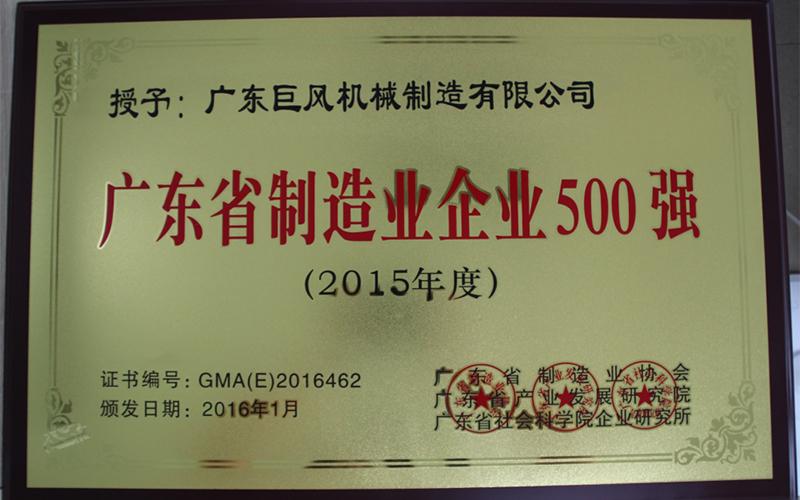 授予：广东巨风机械制造有限公司
广东省制造业企业500强
（2015年度）
证书编号：GMA(E)2016462
颁发日期：2016年1月
广东省制造业协会
广东省产业发展研究院
广东省社会科学院企业研究所